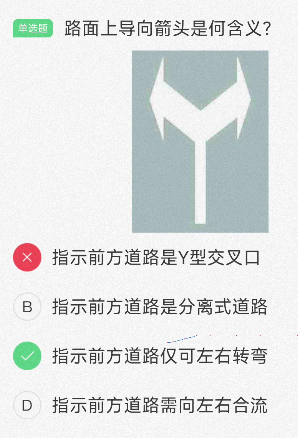 单选题 路面上导向箭头是何含义？
指示前方道路是Y型交叉口
B 指示前方道路是分离式道路
指示前方道路仅可左右转弯
D 指示前方道路需向左右合流